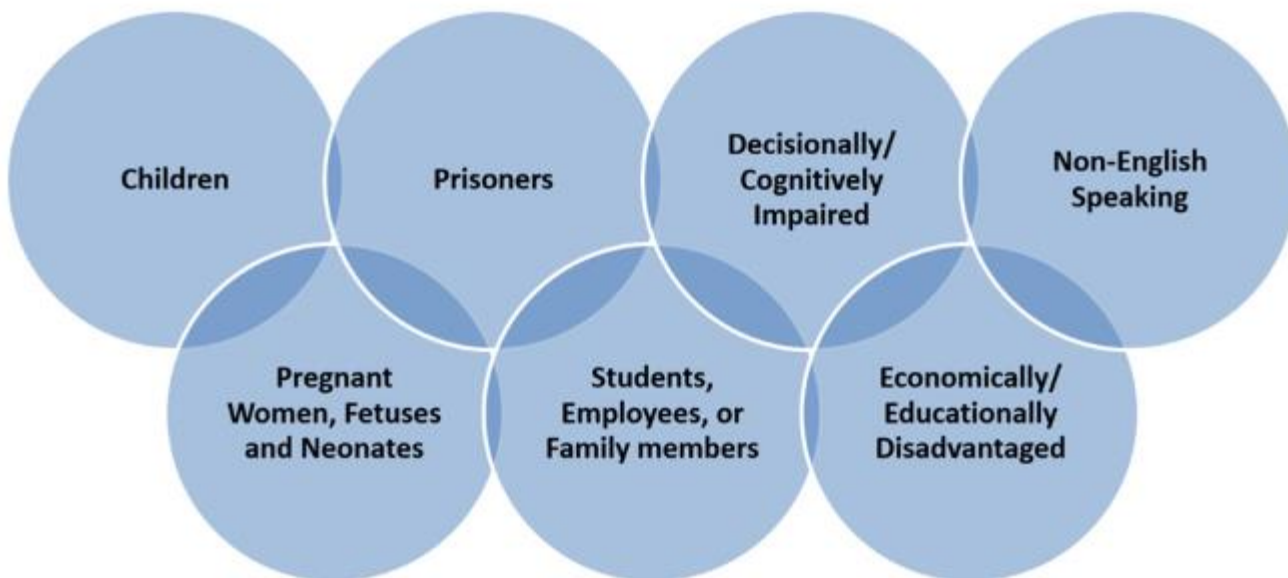 Children
Prisoners
Decisionally/
Cognitively
Impaired
Non-English
Speaking
Pregnant
Women, Fetuses
and Neonates
Students,
Employees, or
Family members
Economically/
Educationally
Disadvantaged